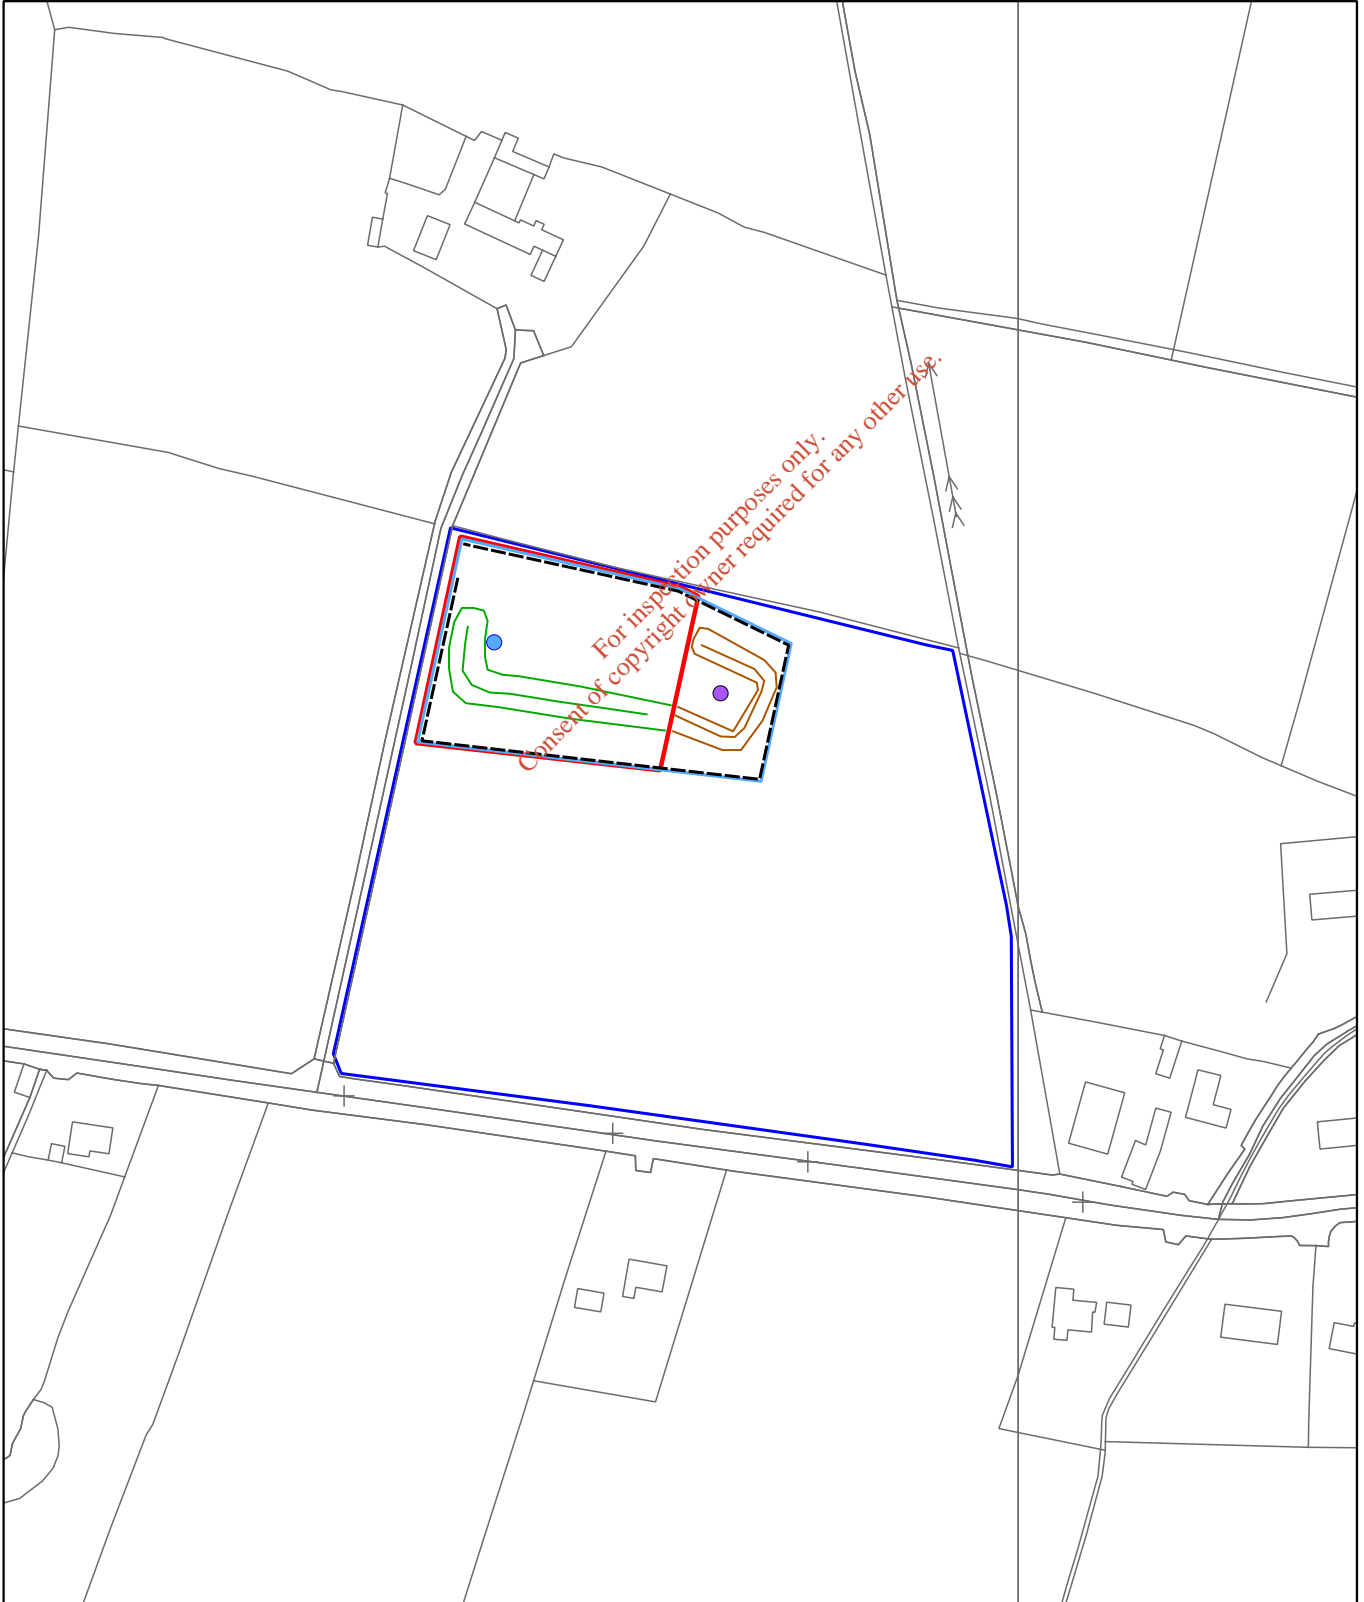 For inspection purposes only.
Consent of copyright owner required for any other use.